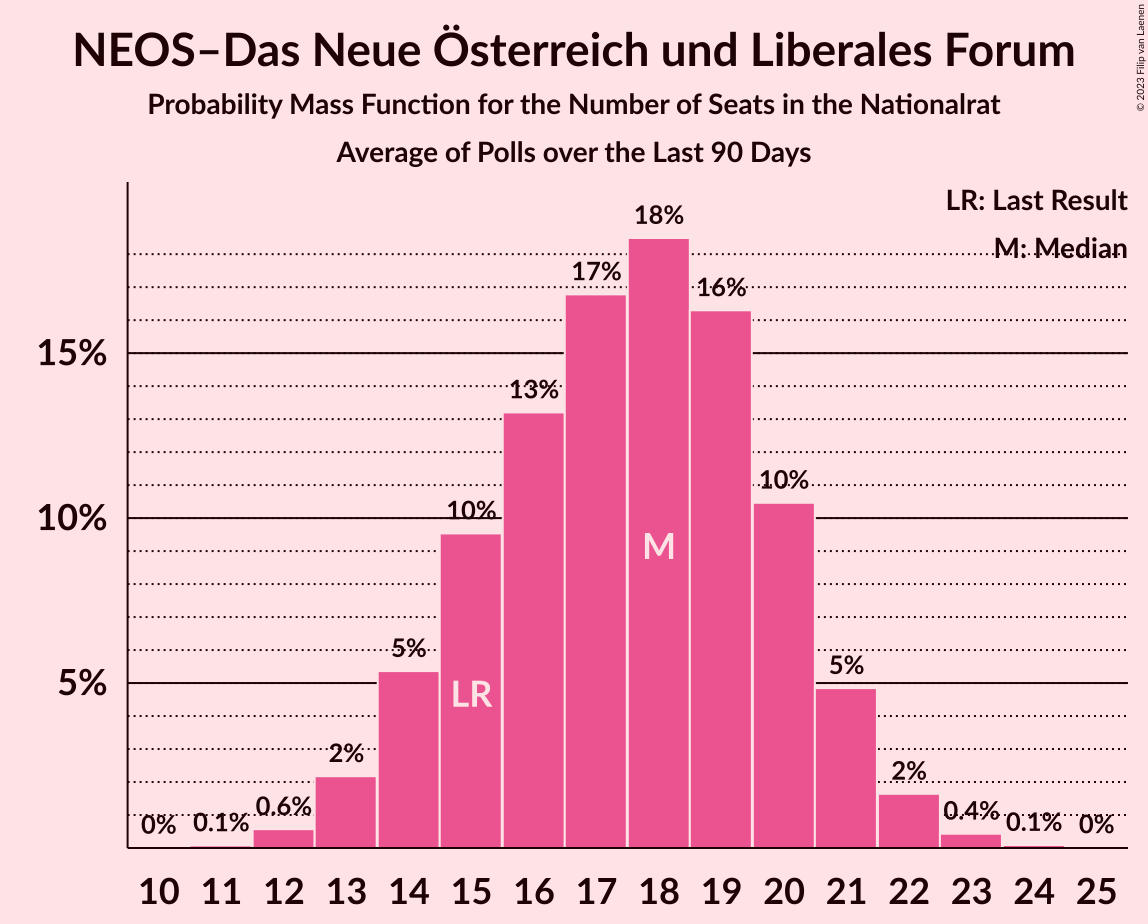 NEOS–Das Neue Österreich und Liberales Forum
Probability Mass Function for the Number of Seats in the Nationalrat
Average of Polls over the Last 90 Days
© 2023 Filip van Laenen
LR: Last Result
M: Median
15%
10%
5%
0%
0.1%
0.6%
2%
5%
10%
13%
17%
18%
16%
10%
5%
2%
0.4%
0.1%
0%
LR
M
10 11 12 13 14 15 16 17 18 19 20 21 22 23 24 25